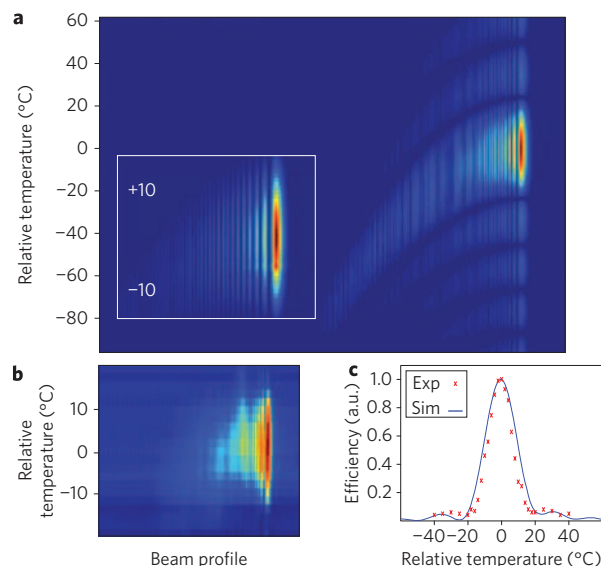 a
Relative temperature (°C)
60
40
20
0
−20
−40
−60
−80
+10
−10
b
Relative
temperature (°C)
10
0
−10
Beam profile
c
Efficiency (a.u.)
1.0
0.8
0.6
0.4
0.2
Exp
Sim
−40 −20 0 20 40
Relative temperature (°C)